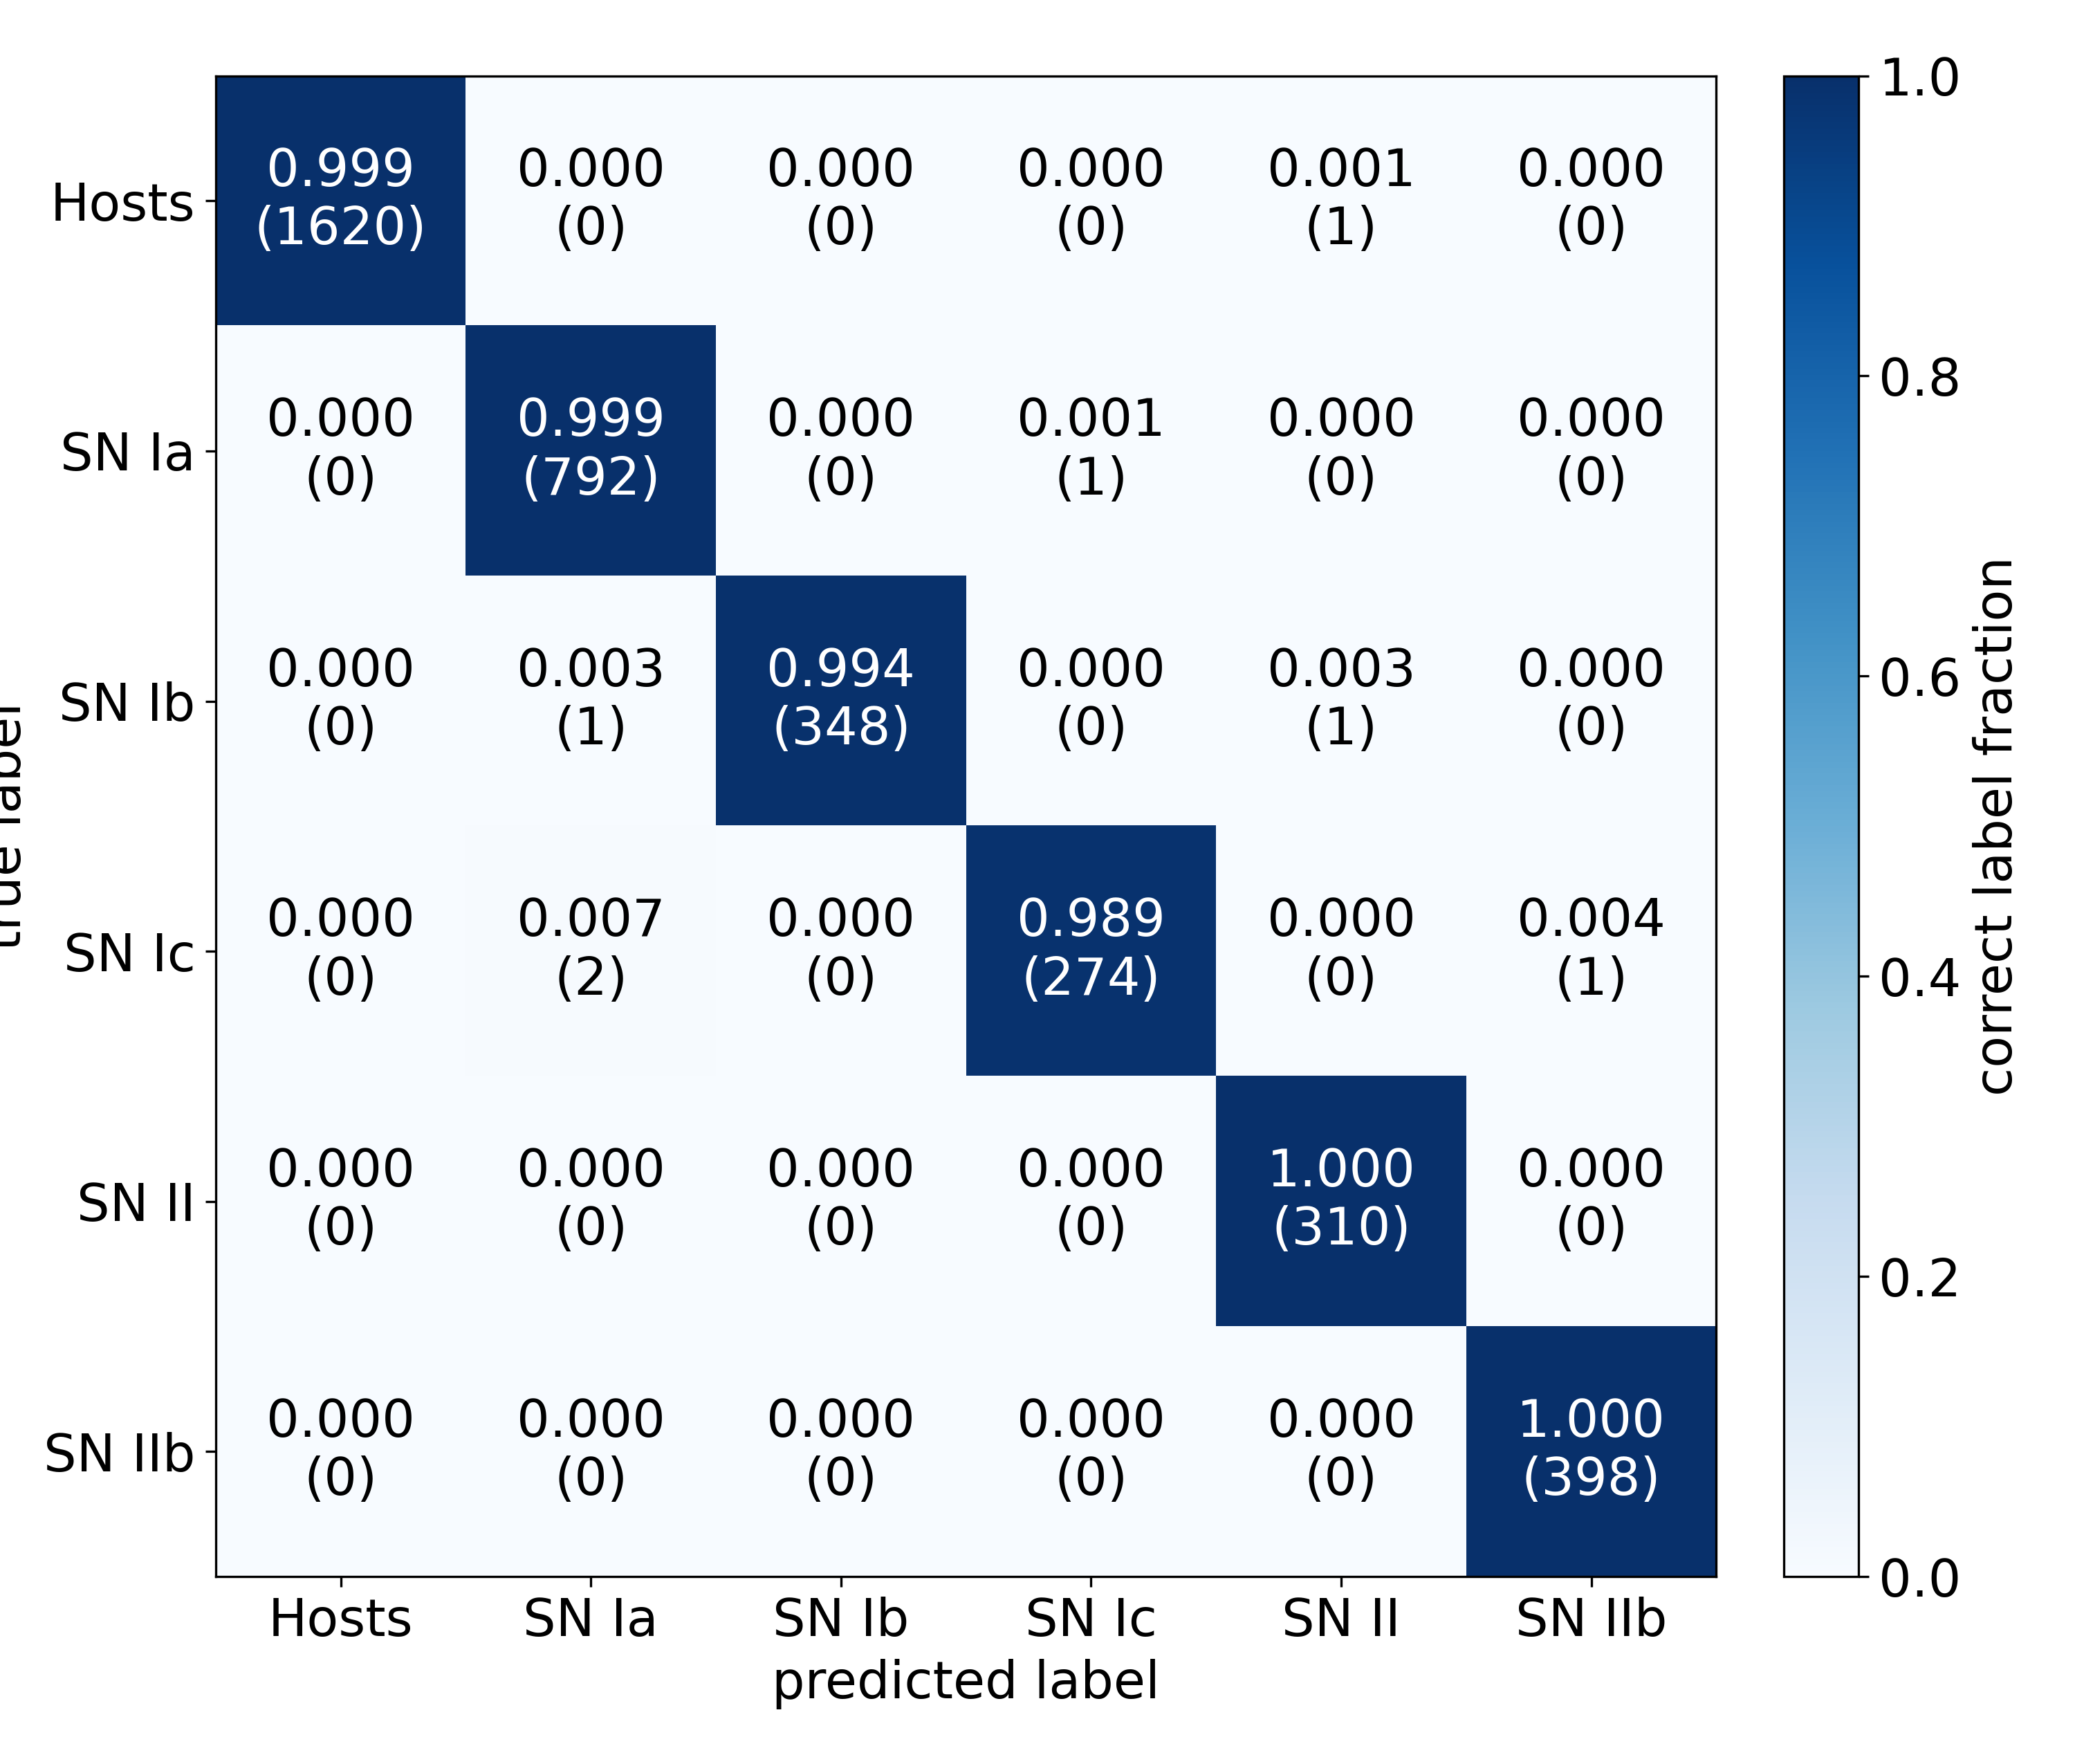 Hosts 0.999 0.000 0.000 0.000 0.001 0.000
(1620) (0) (0) (0) (1) (0)
SN Ia 0.000 0.999 0.000 0.001 0.000 0.000
(0) (792) (0) (1) (0) (0)
SN Ib 0.000 0.003 0.994 0.000 0.003 0.000
(0) (1) (348) (0) (1) (0)
SN Ic 0.000 0.007 0.000 0.989 0.000 0.004
(0) (2) (0) (274) (0) (1)
SN II 0.000 0.000 0.000 0.000 1.000 0.000
(0) (0) (0) (0) (310) (0)
SN IIb 0.000 0.000 0.000 0.000 0.000 1.000
(0) (0) (0) (0) (0) (398)
Hosts SN Ia SN Ib SN Ic SN II SN IIb
predicted label
true label
1.0
0.8
0.6
0.4
0.2
0.0
correct label fraction